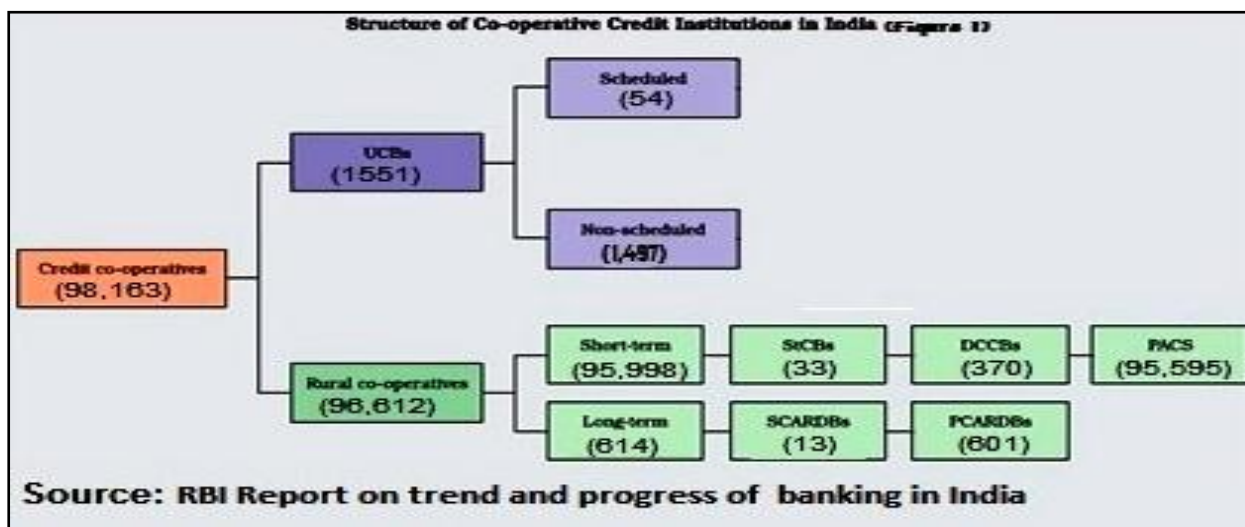 Structure of Co-operative Credit Institutions in India (Figure 1)
Scheduled
(54)
UCBs
(1551)
Non-scheduled
(1,497)
Credit co-operatives
(98,163)
Short-term
(95,998)
StCBs
(33)
DCCBs
(370)
PACS
(95,595)
Rural co-operatives
(96,612)
Long-term
(614)
SCARDBs
(13)
PCARDBs
(601)
Source: RBI Report on trend and progress of banking in India